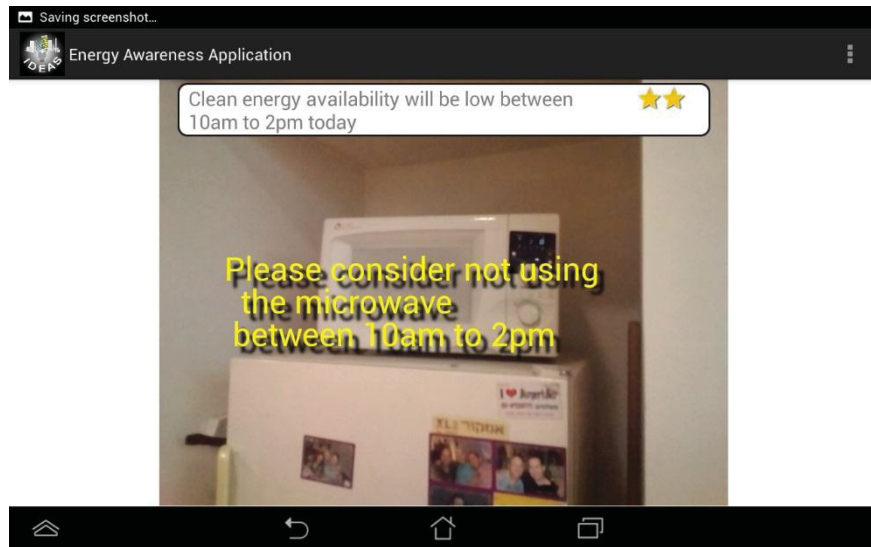 Saving screenshot...
IDEAS
Energy Awareness Application
Clean energy availability will be low between
10am to 2pm today
Please consider not using
the microwave
between 10am to 2pm
I ❤